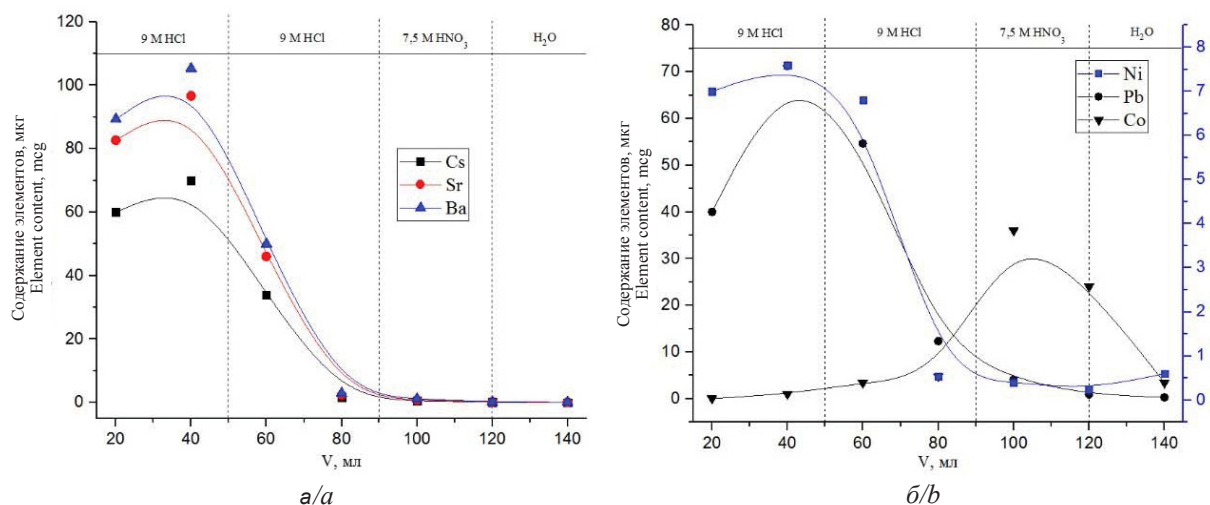 Содержание элементов, мкг
Element content, mcg
120
100
80
60
40
20
0
9 M HCl
9 M HCl
7,5 M HNO3
H2O
Cs
Sr
Ba
20
40
60
80
100
120
140
V, мл
а/a
Содержание элементов, мкг
Element content, mcg
80
70
60
50
40
30
20
10
0
9 M HCl
9 M HCl
7,5 M HNO3
H2O
Ni
Pb
Co
8
7
6
5
4
3
2
1
0
20
40
60
80
100
120
140
V, мл
б/b